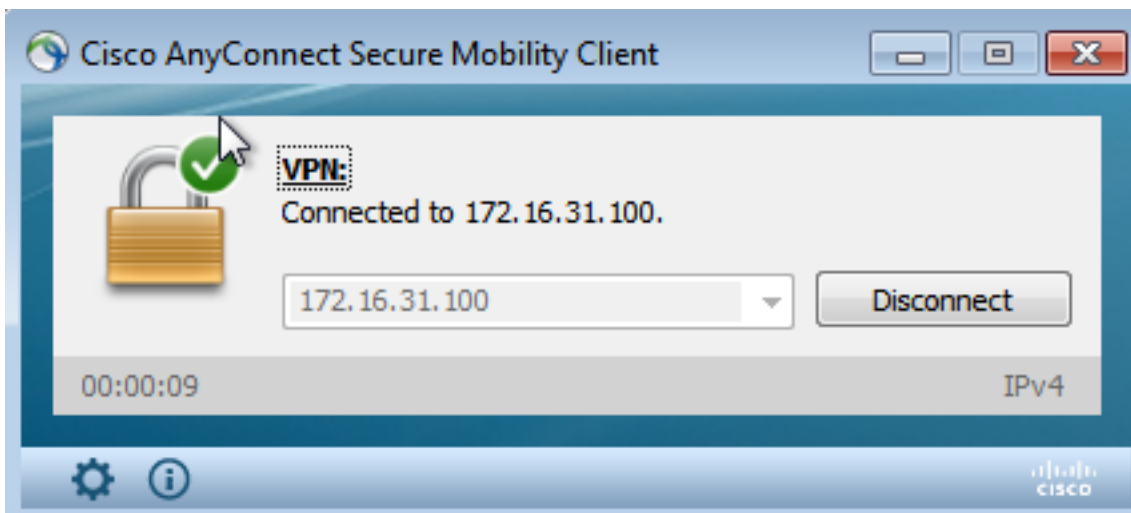 Cisco AnyConnect Secure Mobility Client
VPN:
Connected to 172.16.31.100.
172.16.31.100
Disconnect
00:00:09
IPv4
CISCO